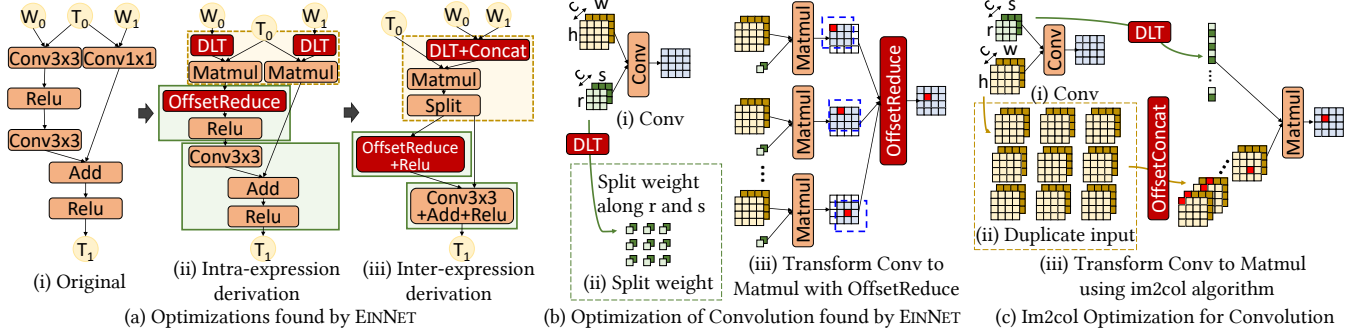 W0 T0 W1
Conv3x3 Conv1x1
Relu
Conv3x3
Add
Relu
T1
(i) Original
W0 T0 W1
DLT DLT
Matmul Matmul
OffsetReduce
Relu
Conv3x3
Add
Relu
T1
(ii) Intra-expression
derivation
W0 W1
T0
DLT+Concat
Matmul
Split
OffsetReduce
+Relu
Conv3x3
+Add+Relu
T1
(iii) Inter-expression
derivation
(a) Optimizations found by EINNET
c w
h
s
r
Conv
(i) Conv
DLT
Split weight
along r and s
(ii) Split weight
Matmul
Matmul
Matmul
OffsetReduce
(iii) Transform Conv to
Matmul with OffsetReduce
(b) Optimization of Convolution found by EINNET
c s
r
c w
h
Conv
(i) Conv
DLT
(ii) Duplicate input
OffsetConcat
Matmul
(iii) Transform Conv to Matmul
using im2col algorithm
(c) Im2col Optimization for Convolution